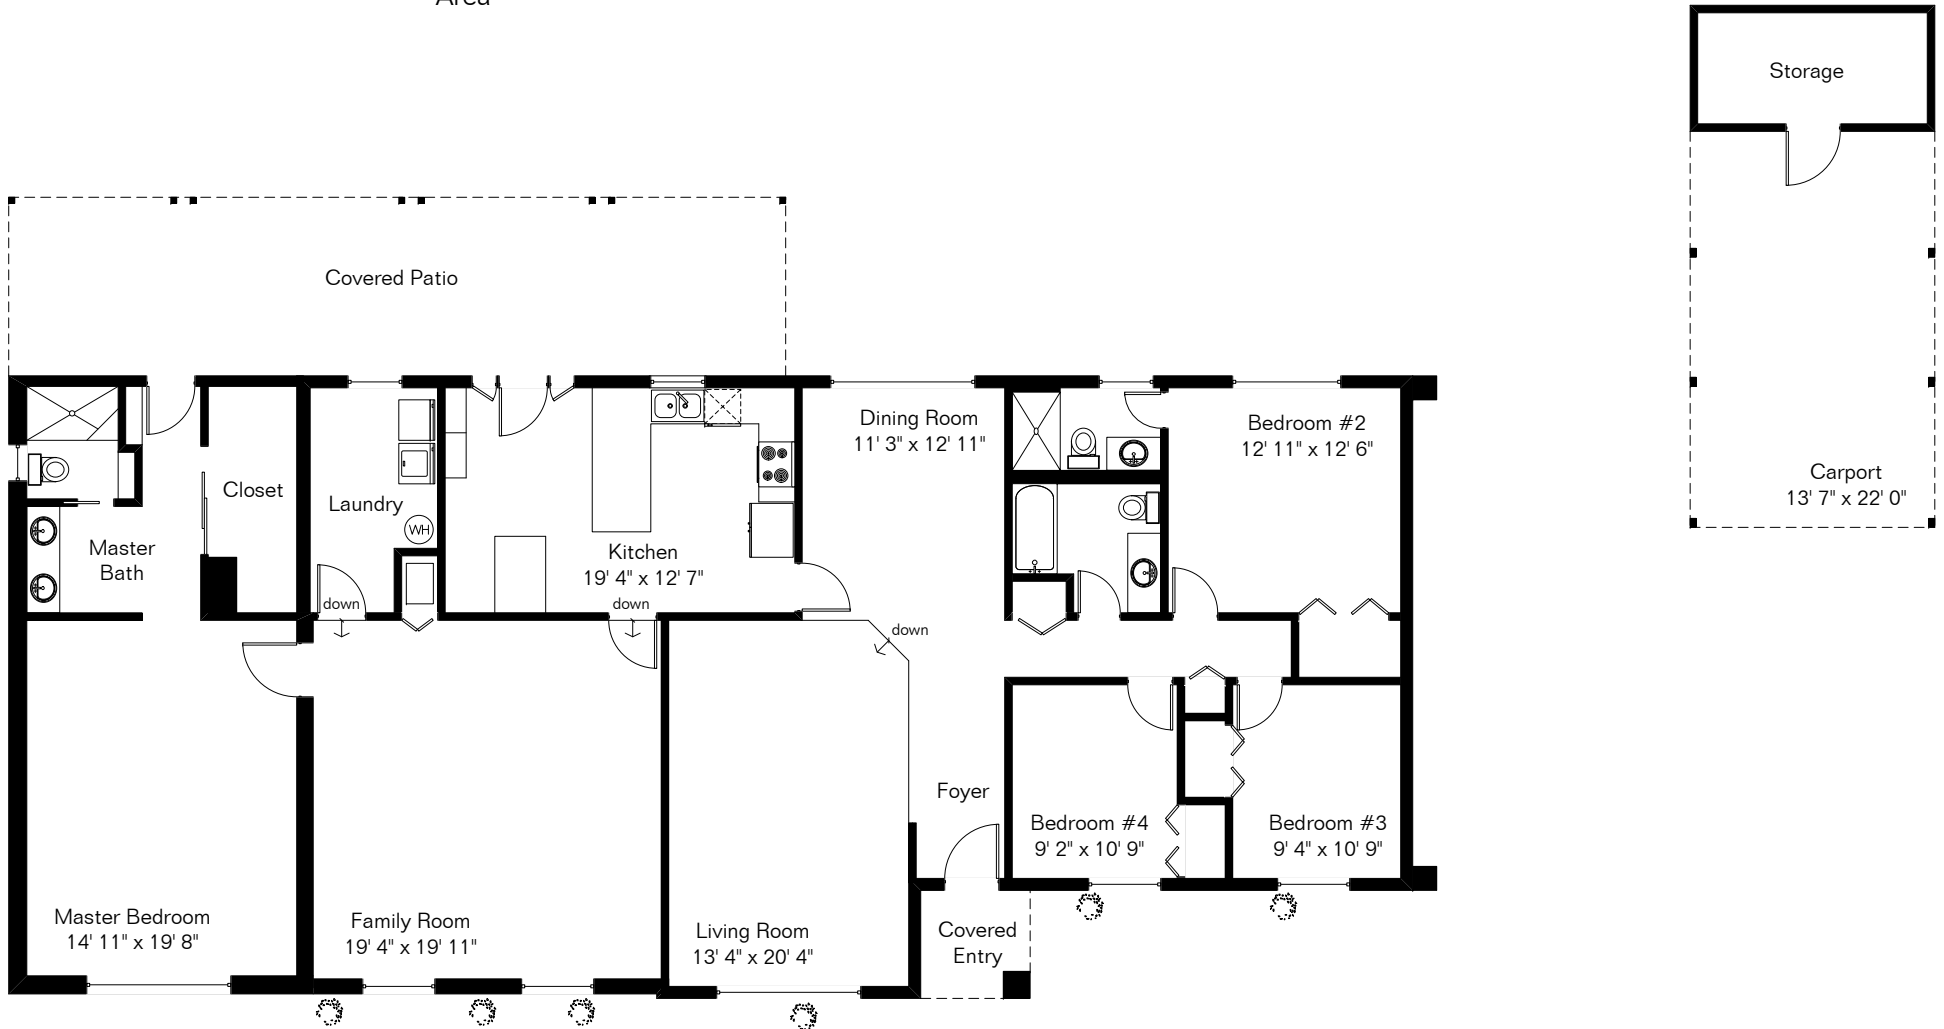 Area
Storage
Covered Patio
Carport
13' 7" x 22' 0"
Dining Room
11' 3" x 12' 11"
Bedroom #2
12' 11" x 12' 6"
Closet
Laundry
WH
Master
Bath
Kitchen
19' 4" x 12' 7"
down
down
down
Foyer
Bedroom #4
9' 2" x 10' 9"
Bedroom #3
9' 4" x 10' 9"
Master Bedroom
14' 11" x 19' 8"
Family Room
19' 4" x 19' 11"
Living Room
13' 4" x 20' 4"
Covered
Entry